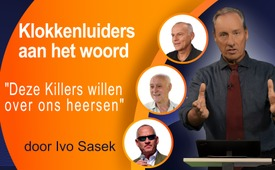 Klokkenluiders
aan het woord
"Deze Killers willen
over ons heersen"
door Ivo Sasek